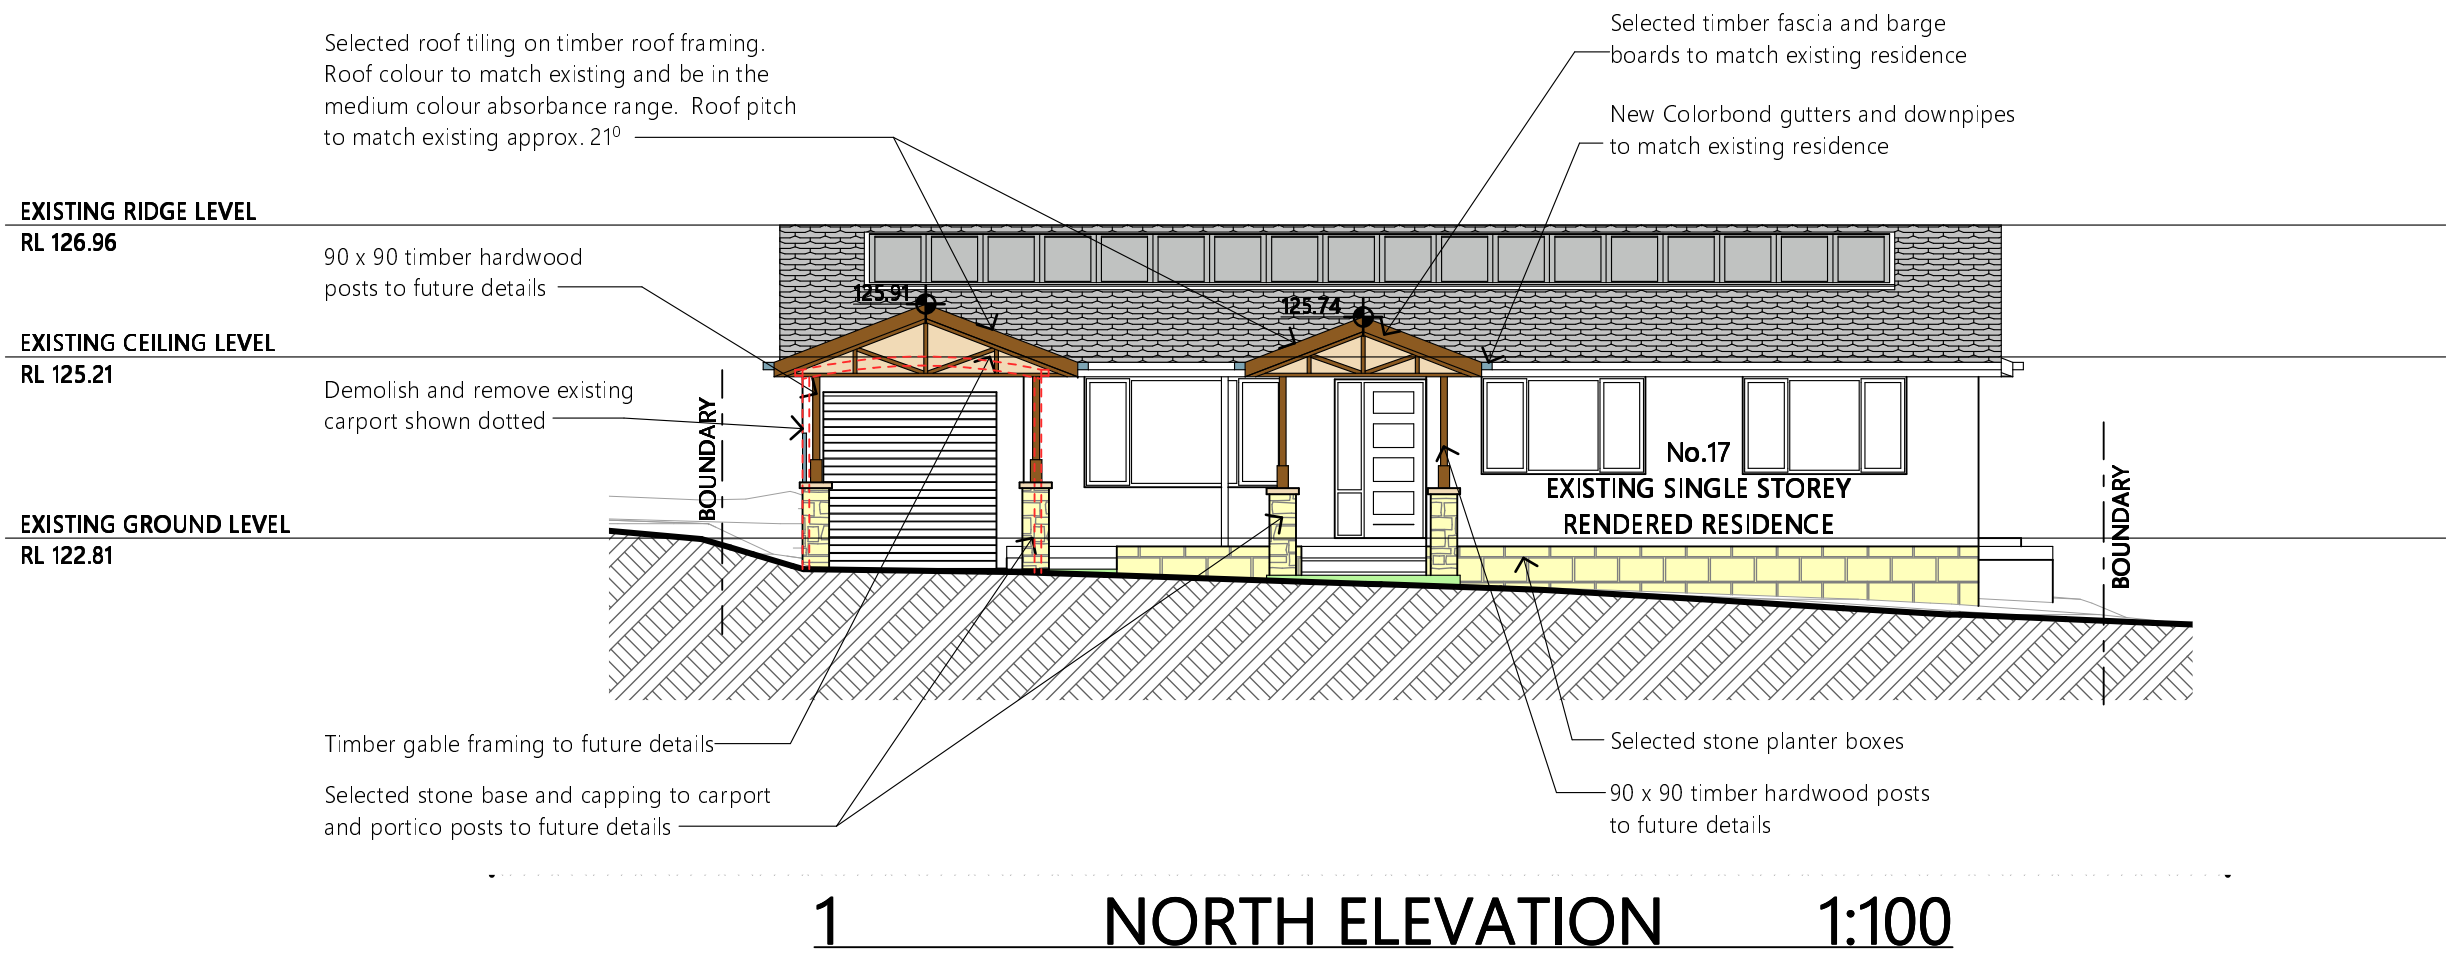 Selected roof tiling on timber roof framing.
Roof colour to match existing and be in the
medium colour absorbance range. Roof pitch
to match existing approx. 21⁰
Selected timber fascia and barge
boards to match existing residence
New Colorbond gutters and downpipes
to match existing residence
EXISTING RIDGE LEVEL
RL 126.96
90 x 90 timber hardwood
posts to future details
125.91
125.74
EXISTING CEILING LEVEL
RL 125.21
Demolish and remove existing
carport shown dotted
BOUNDARY
No.17
EXISTING SINGLE STOREY
RENDERED RESIDENCE
BOUNDARY
EXISTING GROUND LEVEL
RL 122.81
Timber gable framing to future details
Selected stone base and capping to carport
and portico posts to future details
Selected stone planter boxes
90 x 90 timber hardwood posts
to future details
1 NORTH ELEVATION 1:100